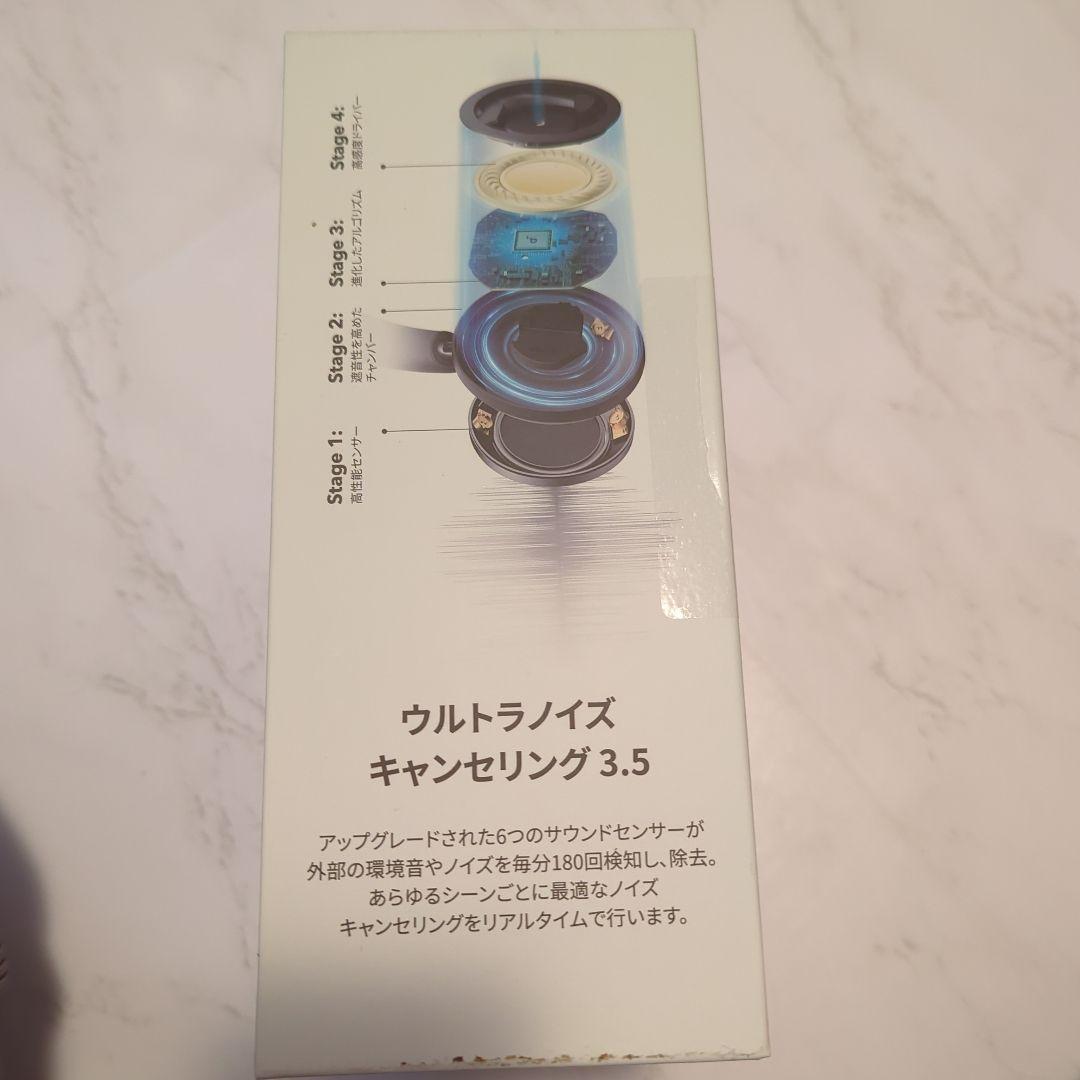 Stage 4:
高感度ドライバー
Stage 3:
進化したアルゴリズム
Stage 2:
遮音性を高めた
チャンバー
Stage 1:
高性能センサー
ウルトラノイズ
キャンセリング 3.5
アップグレードされた6つのサウンドセンサーが
外部の環境音やノイズを毎分180回検知し、除去。
あらゆるシーンごとに最適なノイズ
キャンセリングをリアルタイムで行います。